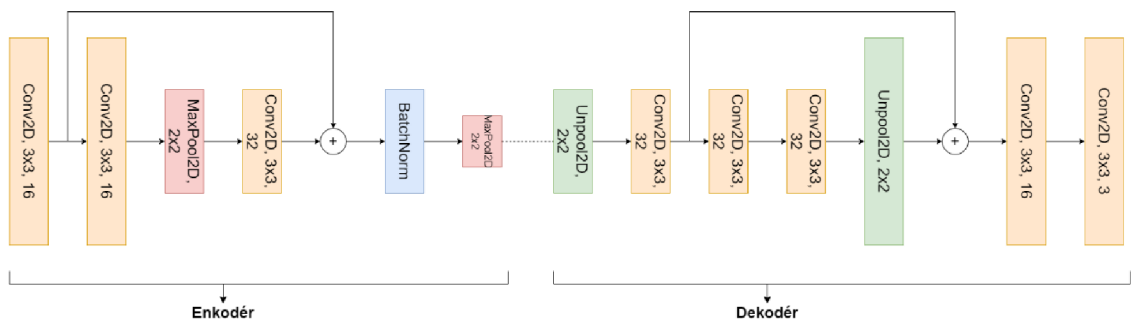 Conv2D, 3x3, 16
Conv2D, 3x3, 16
MaxPool2D,
2x2
Conv2D, 3x3,
32
+
BatchNorm
MaxPool2D
2x2
Unpool2D,
2x2
Conv2D, 3x3,
32
Conv2D, 3x3,
32
Conv2D, 3x3,
32
Unpool2D, 2x2
+
Conv2D, 3x3, 16
Conv2D, 3x3, 3
Enkodér
Dekodér